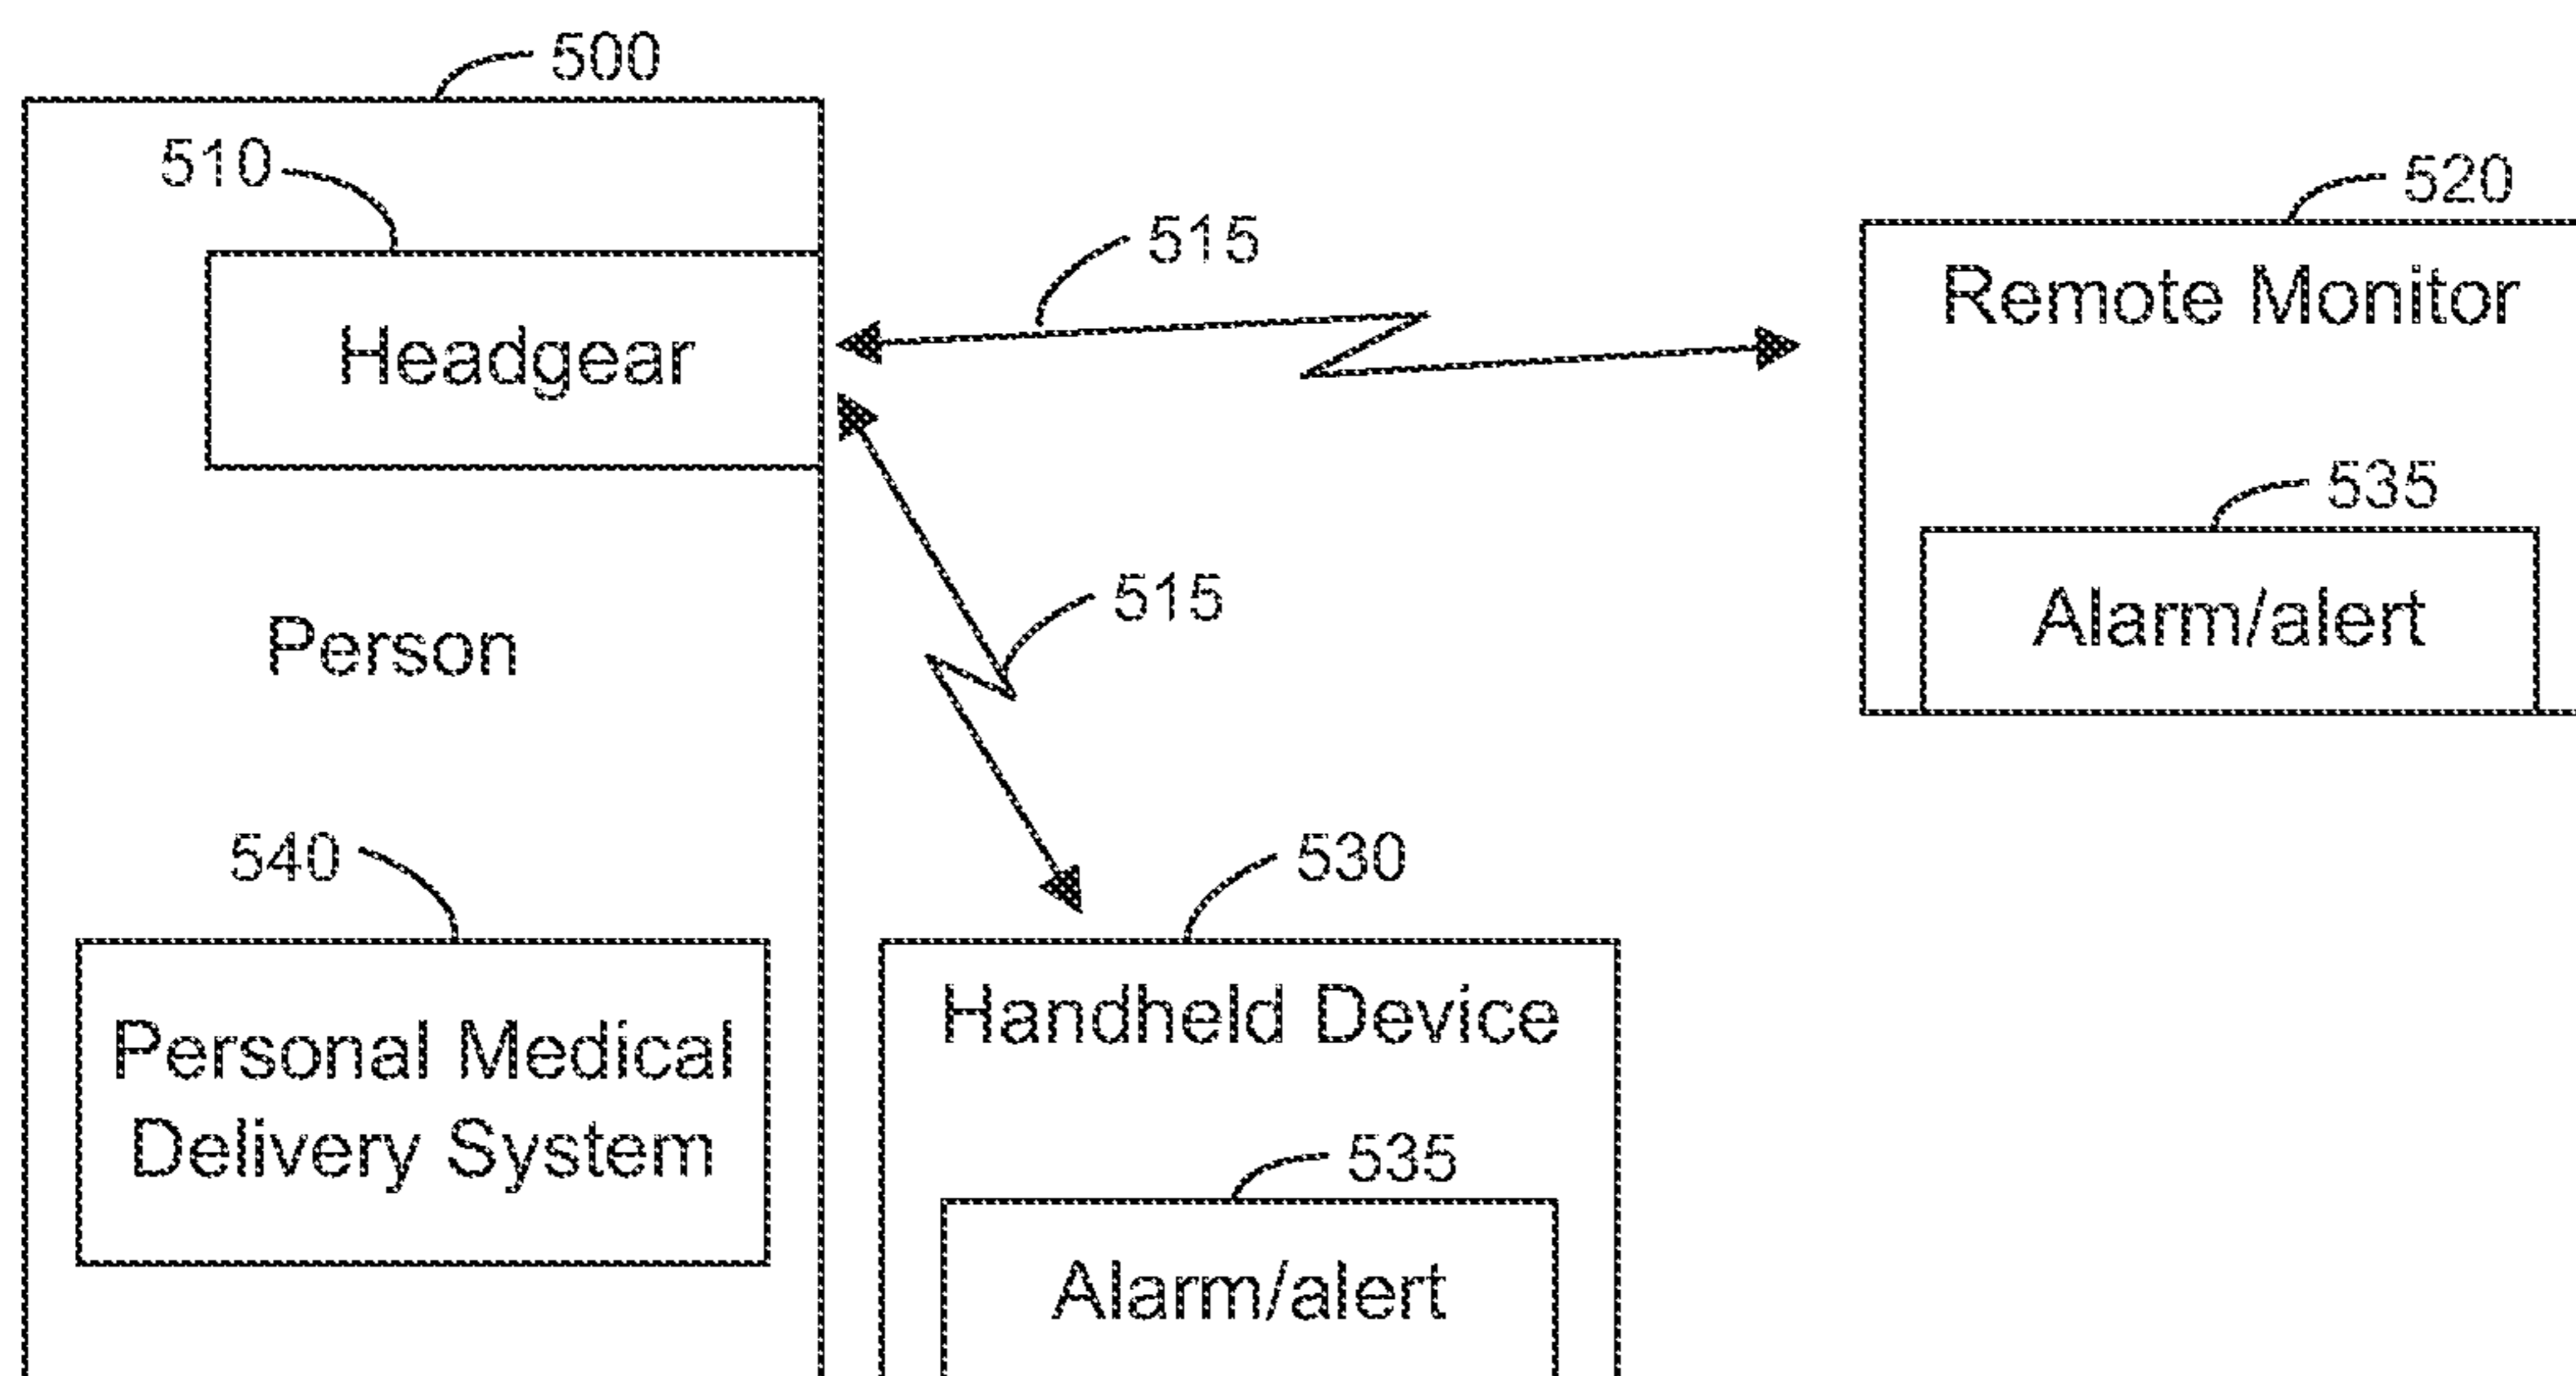 500
510
Headgear
515
520
Remote Monitor
535
Alarm/alert
Person
515
540
Personal Medical
Delivery System
530
Handheld Device
535
Alarm/alert